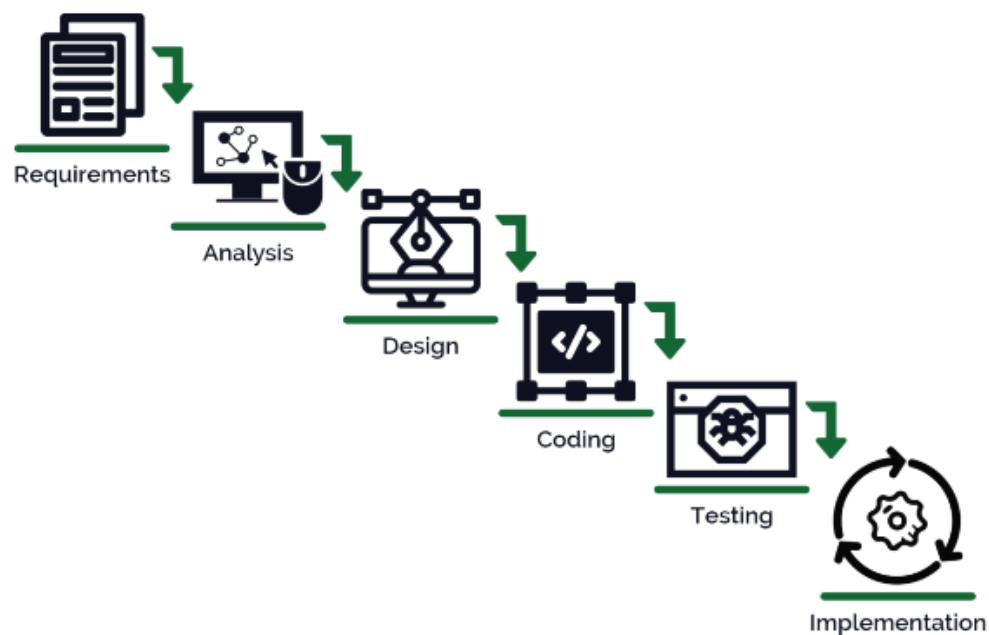 Requirements
Analysis
Design
</>
Coding
Testing
Implementation